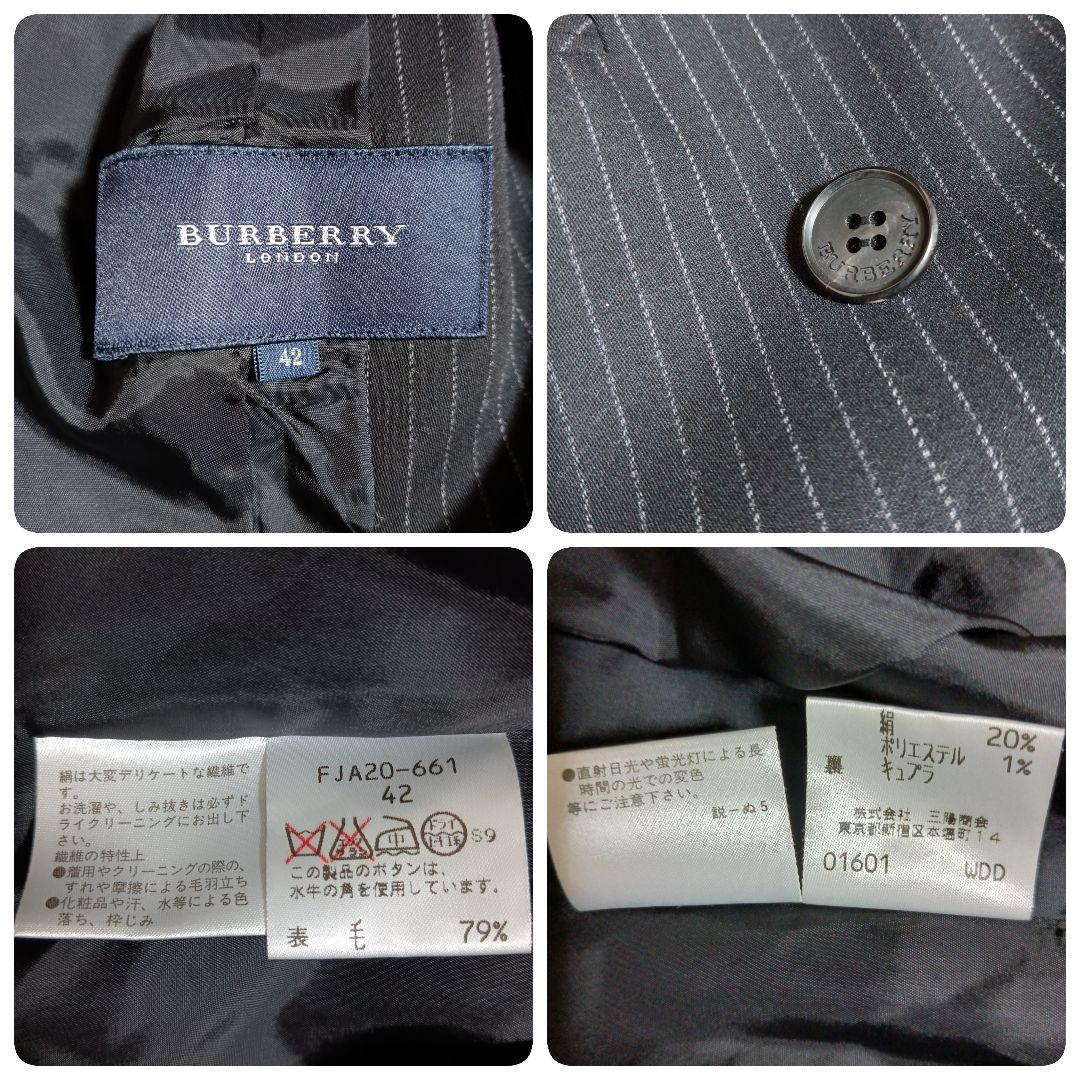 BURBERRY
LONDON
42
BURBERRY
絹は大変デリケートな繊維で
す。
お洗濯や、しみ抜きは必ずド
ライクリーニングにお出し下
さい。
繊維の特性上
●着用やクリーニングの際の、
すれや摩擦による毛羽立ち
●化粧品や汗、水等による色
落ち、枠じみ
FJA20-661
42
中
ドライ
S9
この製品のボタンは、
水牛の角を使用しています。
表 毛 79%
●直射日光や蛍光灯による長
時間の光での変色
等にご注意下さい。
説ーぬ5
絹 20%
ポリエステル 1%
裏 キュプラ
株式会社 三陽商会
東京都新宿区本塩町14
01601 WDD